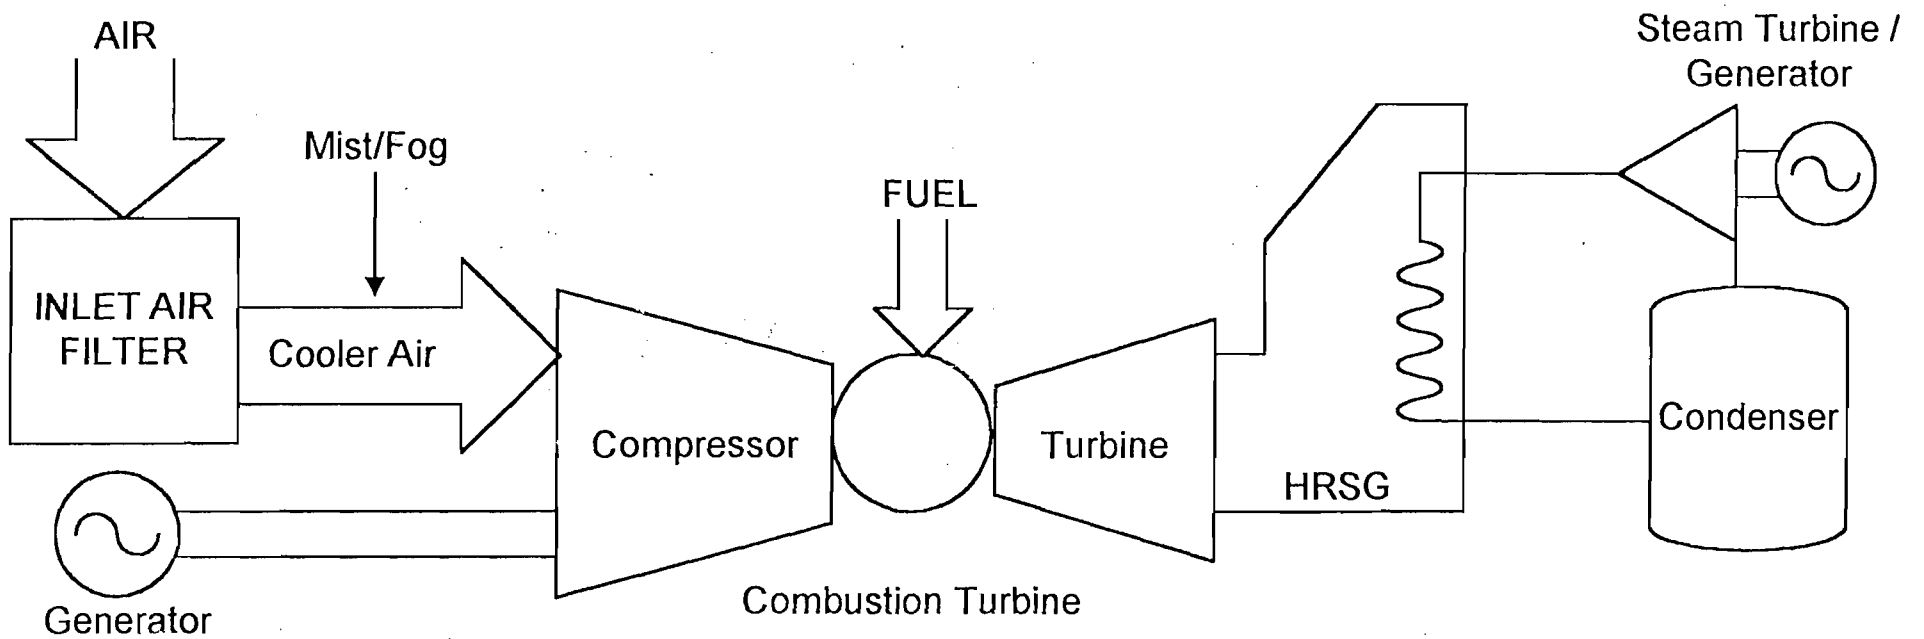 AIR
Steam Turbine /
Generator
Mist/Fog
FUEL
INLET AIR
FILTER
Cooler Air
Compressor
Turbine
HRSG
Condenser
Generator
Combustion Turbine